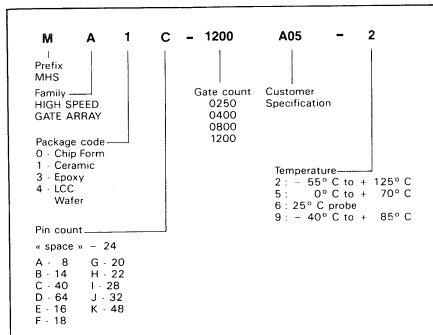 M A 1 C - 1200 A05 - 2
Prefix
MHS
Family
HIGH SPEED
GATE ARRAY
Gate count
0250
0400
0800
1200
Customer
Specification
Package code
0 - Chip Form
1 - Ceramic
3 - Epoxy
4 - LCC
Wafer
Temperature
2 : - 55° C to + 125° C
5 : 0° C to + 70° C
6 : 25° C probe
9 : - 40° C to + 85° C
Pin count
« space » - 24
A - 8 G - 20
B - 14 H - 22
C - 40 I - 28
D - 64 J - 32
E - 16 K - 48
F - 18